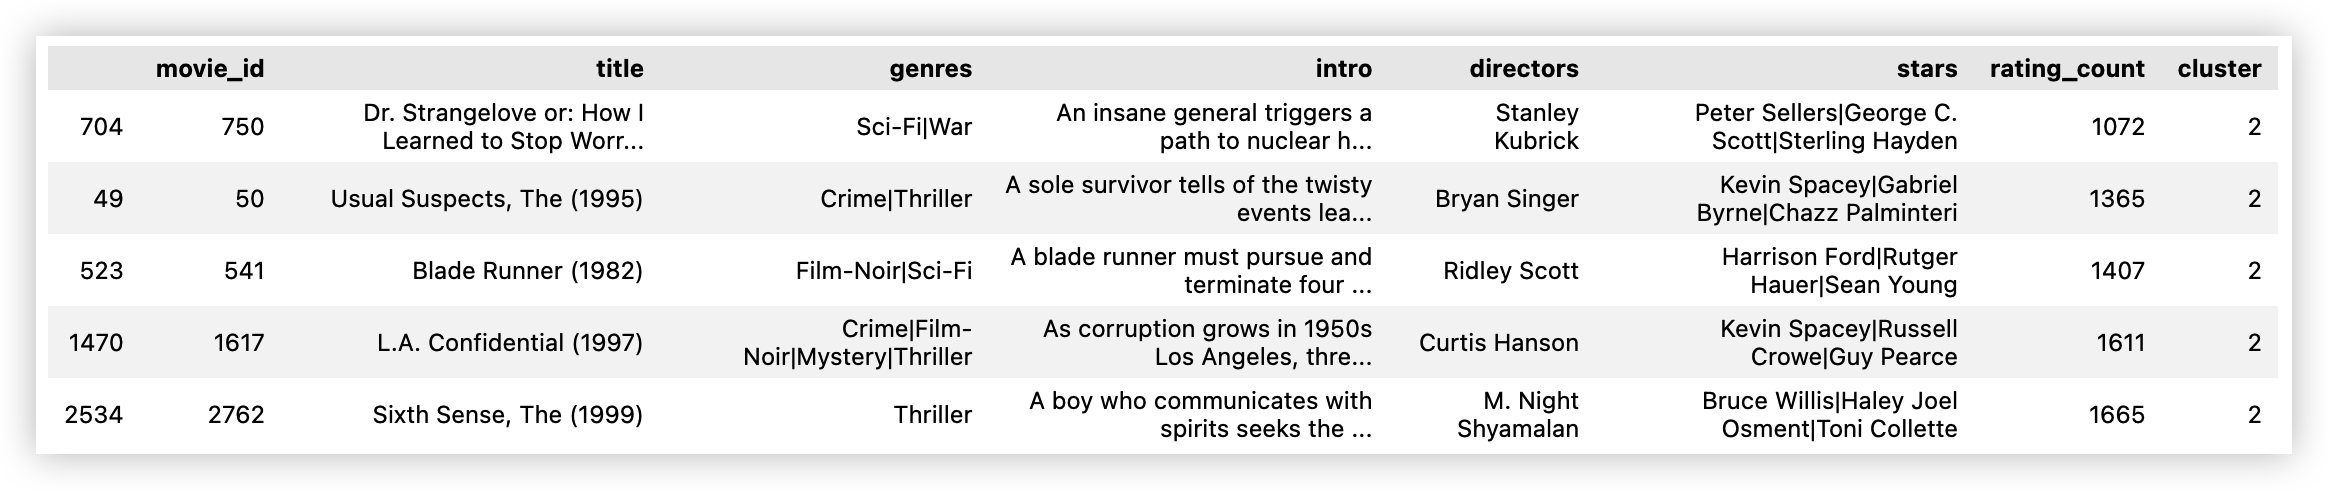 movie_id title genres intro directors stars rating_count cluster
704 750 Dr. Strangelove or: How I Learned to Stop Worr... Sci-Fi|War An insane general triggers a path to nuclear h... Stanley Kubrick Peter Sellers|George C. Scott|Sterling Hayden 1072 2
49 50 Usual Suspects, The (1995) Crime|Thriller A sole survivor tells of the twisty events lea... Bryan Singer Kevin Spacey|Gabriel Byrne|Chazz Palminteri 1365 2
523 541 Blade Runner (1982) Film-Noir|Sci-Fi A blade runner must pursue and terminate four ... Ridley Scott Harrison Ford|Rutger Hauer|Sean Young 1407 2
1470 1617 L.A. Confidential (1997) Crime|Film-Noir|Mystery|Thriller As corruption grows in 1950s Los Angeles, thre... Curtis Hanson Kevin Spacey|Russell Crowe|Guy Pearce 1611 2
2534 2762 Sixth Sense, The (1999) Thriller A boy who communicates with spirits seeks the ... M. Night Shyamalan Bruce Willis|Haley Joel Osment|Toni Collette 1665 2